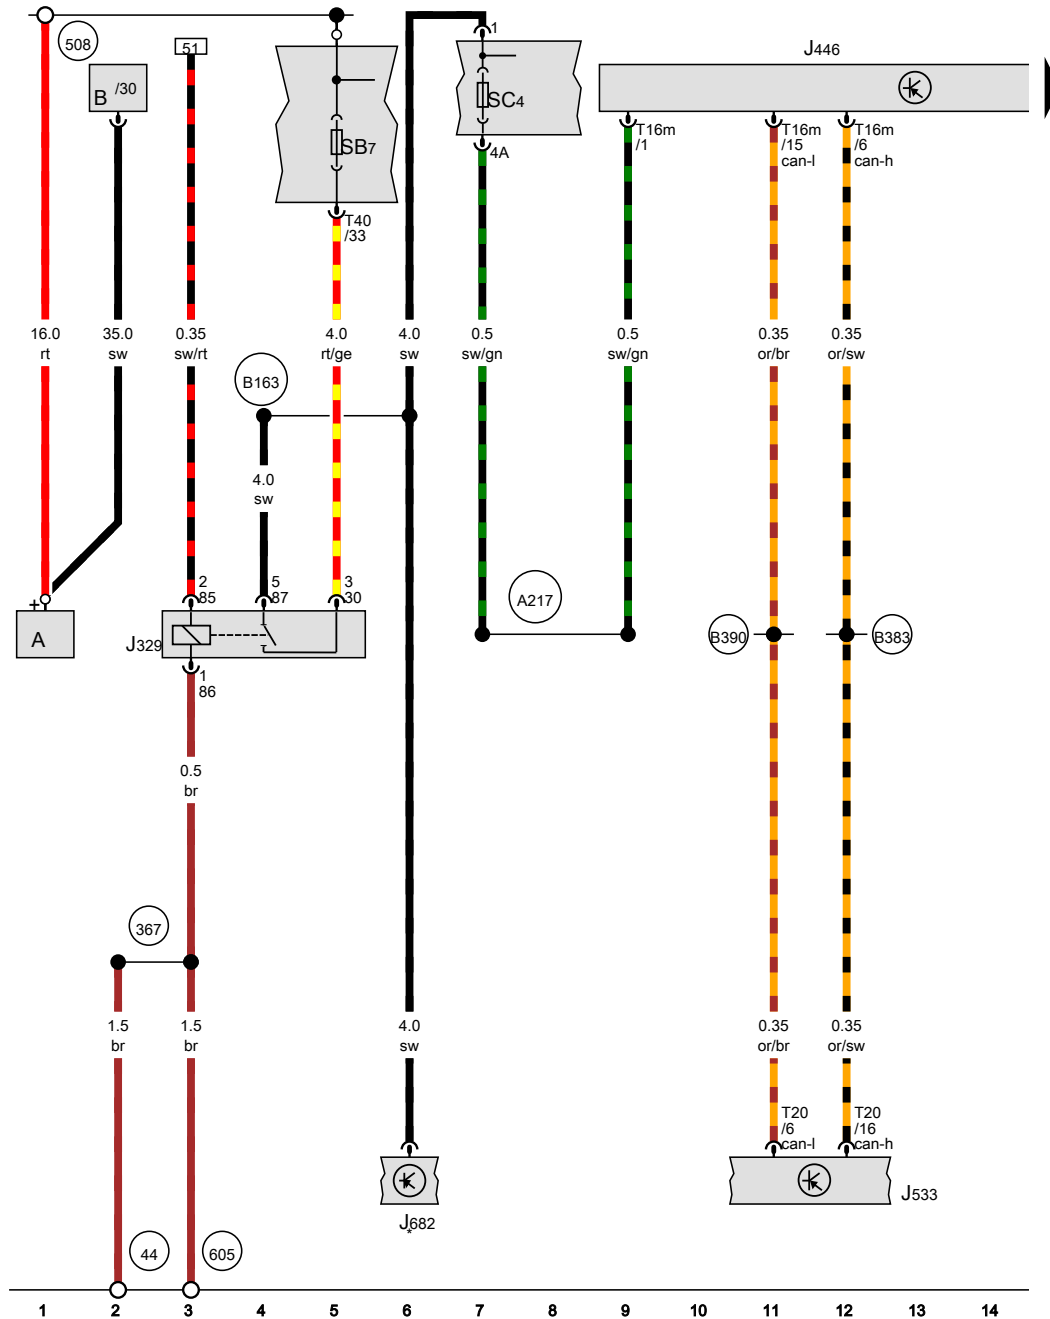 508
51
B /30
1
SC4
J446
SB7
T40
/33
4A
T16m
/1
T16m
/15
can-l
T16m
/6
can-h
16.0
rt
35.0
sw
0.35
sw/rt
4.0
rt/ge
4.0
sw
0.5
sw/gn
0.5
sw/gn
0.35
or/br
0.35
or/sw
B163
4.0
sw
2
85
5
87
3
30
A217
+
A
J329
B390
B383
1
86
0.5
br
367
1.5
br
1.5
br
4.0
sw
0.35
or/br
0.35
or/sw
T20
/6
can-l
T20
/16
can-h
J533
J682
*
44
605
1 2 3 4 5 6 7 8 9 10 11 12 13 14